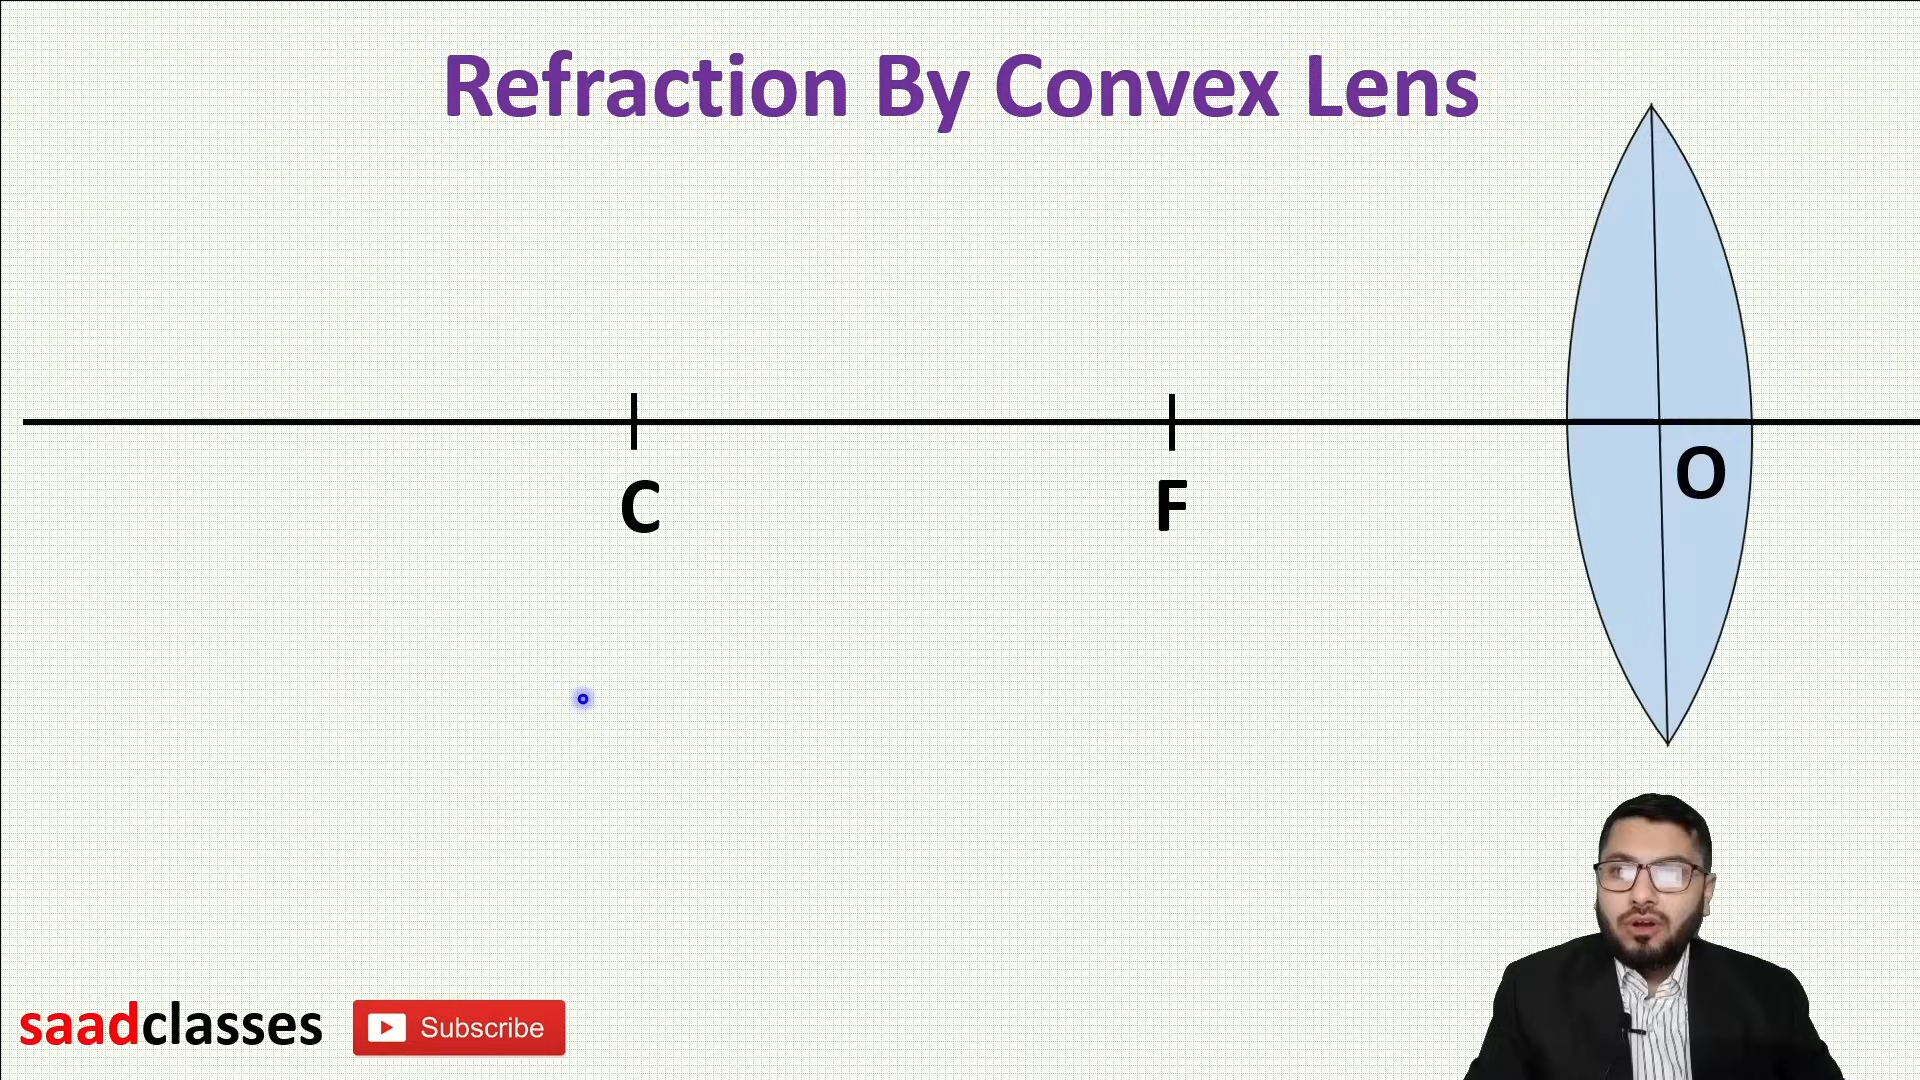 Refraction By Convex Lens
O
C
F
saadclasses
Subscribe